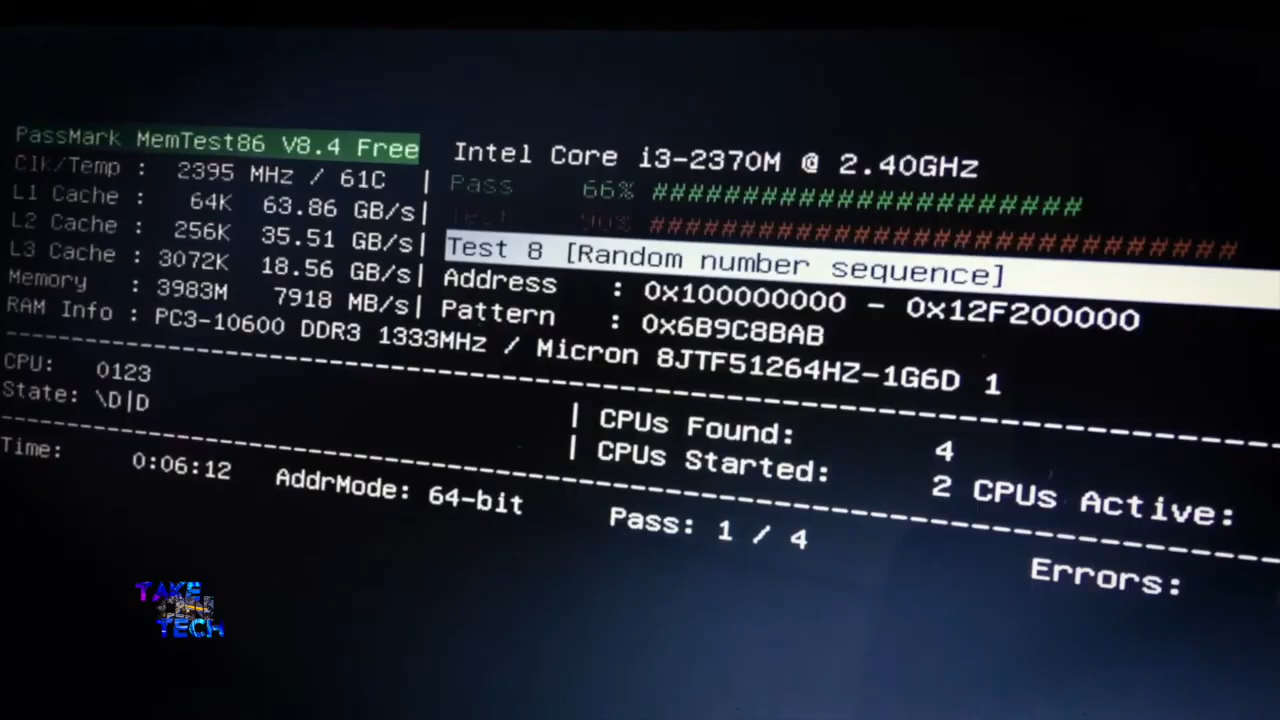 PassMark MemTest86 V8.4 Free
Intel Core i3-2370M @ 2.40GHz
Clk/Temp : 2395 MHz / 61C |
Pass 66% ########################
L1 Cache : 64K 63.86 GB/s|
Test 90% #################################
L2 Cache : 256K 35.51 GB/s|
Test 8 [Random number sequence]
L3 Cache : 3072K 18.56 GB/s|
Address : 0x100000000 - 0x12F200000
Memory : 3983M 7918 MB/s|
Pattern : 0x6B9C8BAB
RAM Info : PC3-10600 DDR3 1333MHz / Micron 8JTF51264HZ-1G6D 1
CPU: 0123
| CPUs Found: 4
State: \D|D
| CPUs Started: 2 CPUs Active:
Time: 0:06:12 AddrMode: 64-bit Pass: 1 / 4 Errors:
TAKE
ON
TECH